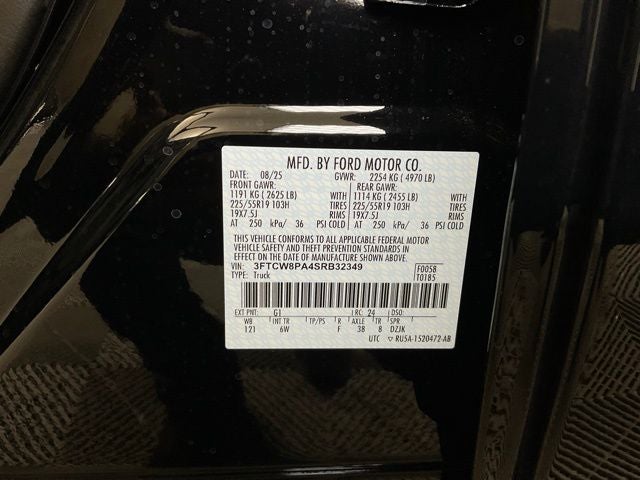 MFD. BY FORD MOTOR CO.
DATE: 08/25 GVWR: 2254 KG ( 4970 LB)
FRONT GAWR: REAR GAWR:
1191 KG ( 2625 LB) WITH 1114 KG ( 2455 LB) WITH
225/55R19 103H TIRES 225/55R19 103H TIRES
19X7.5J RIMS 19X7.5J RIMS
AT 250 kPa/ 36 PSI COLD AT 250 kPa/ 36 PSI COLD
THIS VEHICLE CONFORMS TO ALL APPLICABLE FEDERAL MOTOR
VEHICLE SAFETY AND THEFT PREVENTION STANDARDS IN
EFFECT ON THE DATE OF MANUFACTURE SHOWN ABOVE.
VIN: 3FTCW8PA4SRB32349 F0058
TYPE: Truck T0185
EXT PNT: G1 RC: 24 DSO:
WB INT TR TP/PS R AXLE TR SPR
121 6W F 38 8 DZJK
UTC ▽ RU5A-1520472-AB